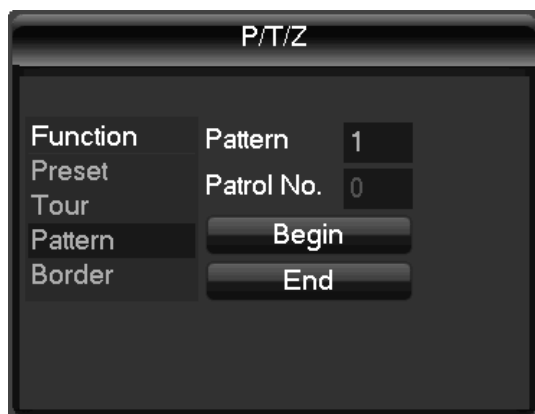 P/T/Z
Function
Preset
Tour
Pattern
Border
Pattern 1
Patrol No. 0
Begin
End